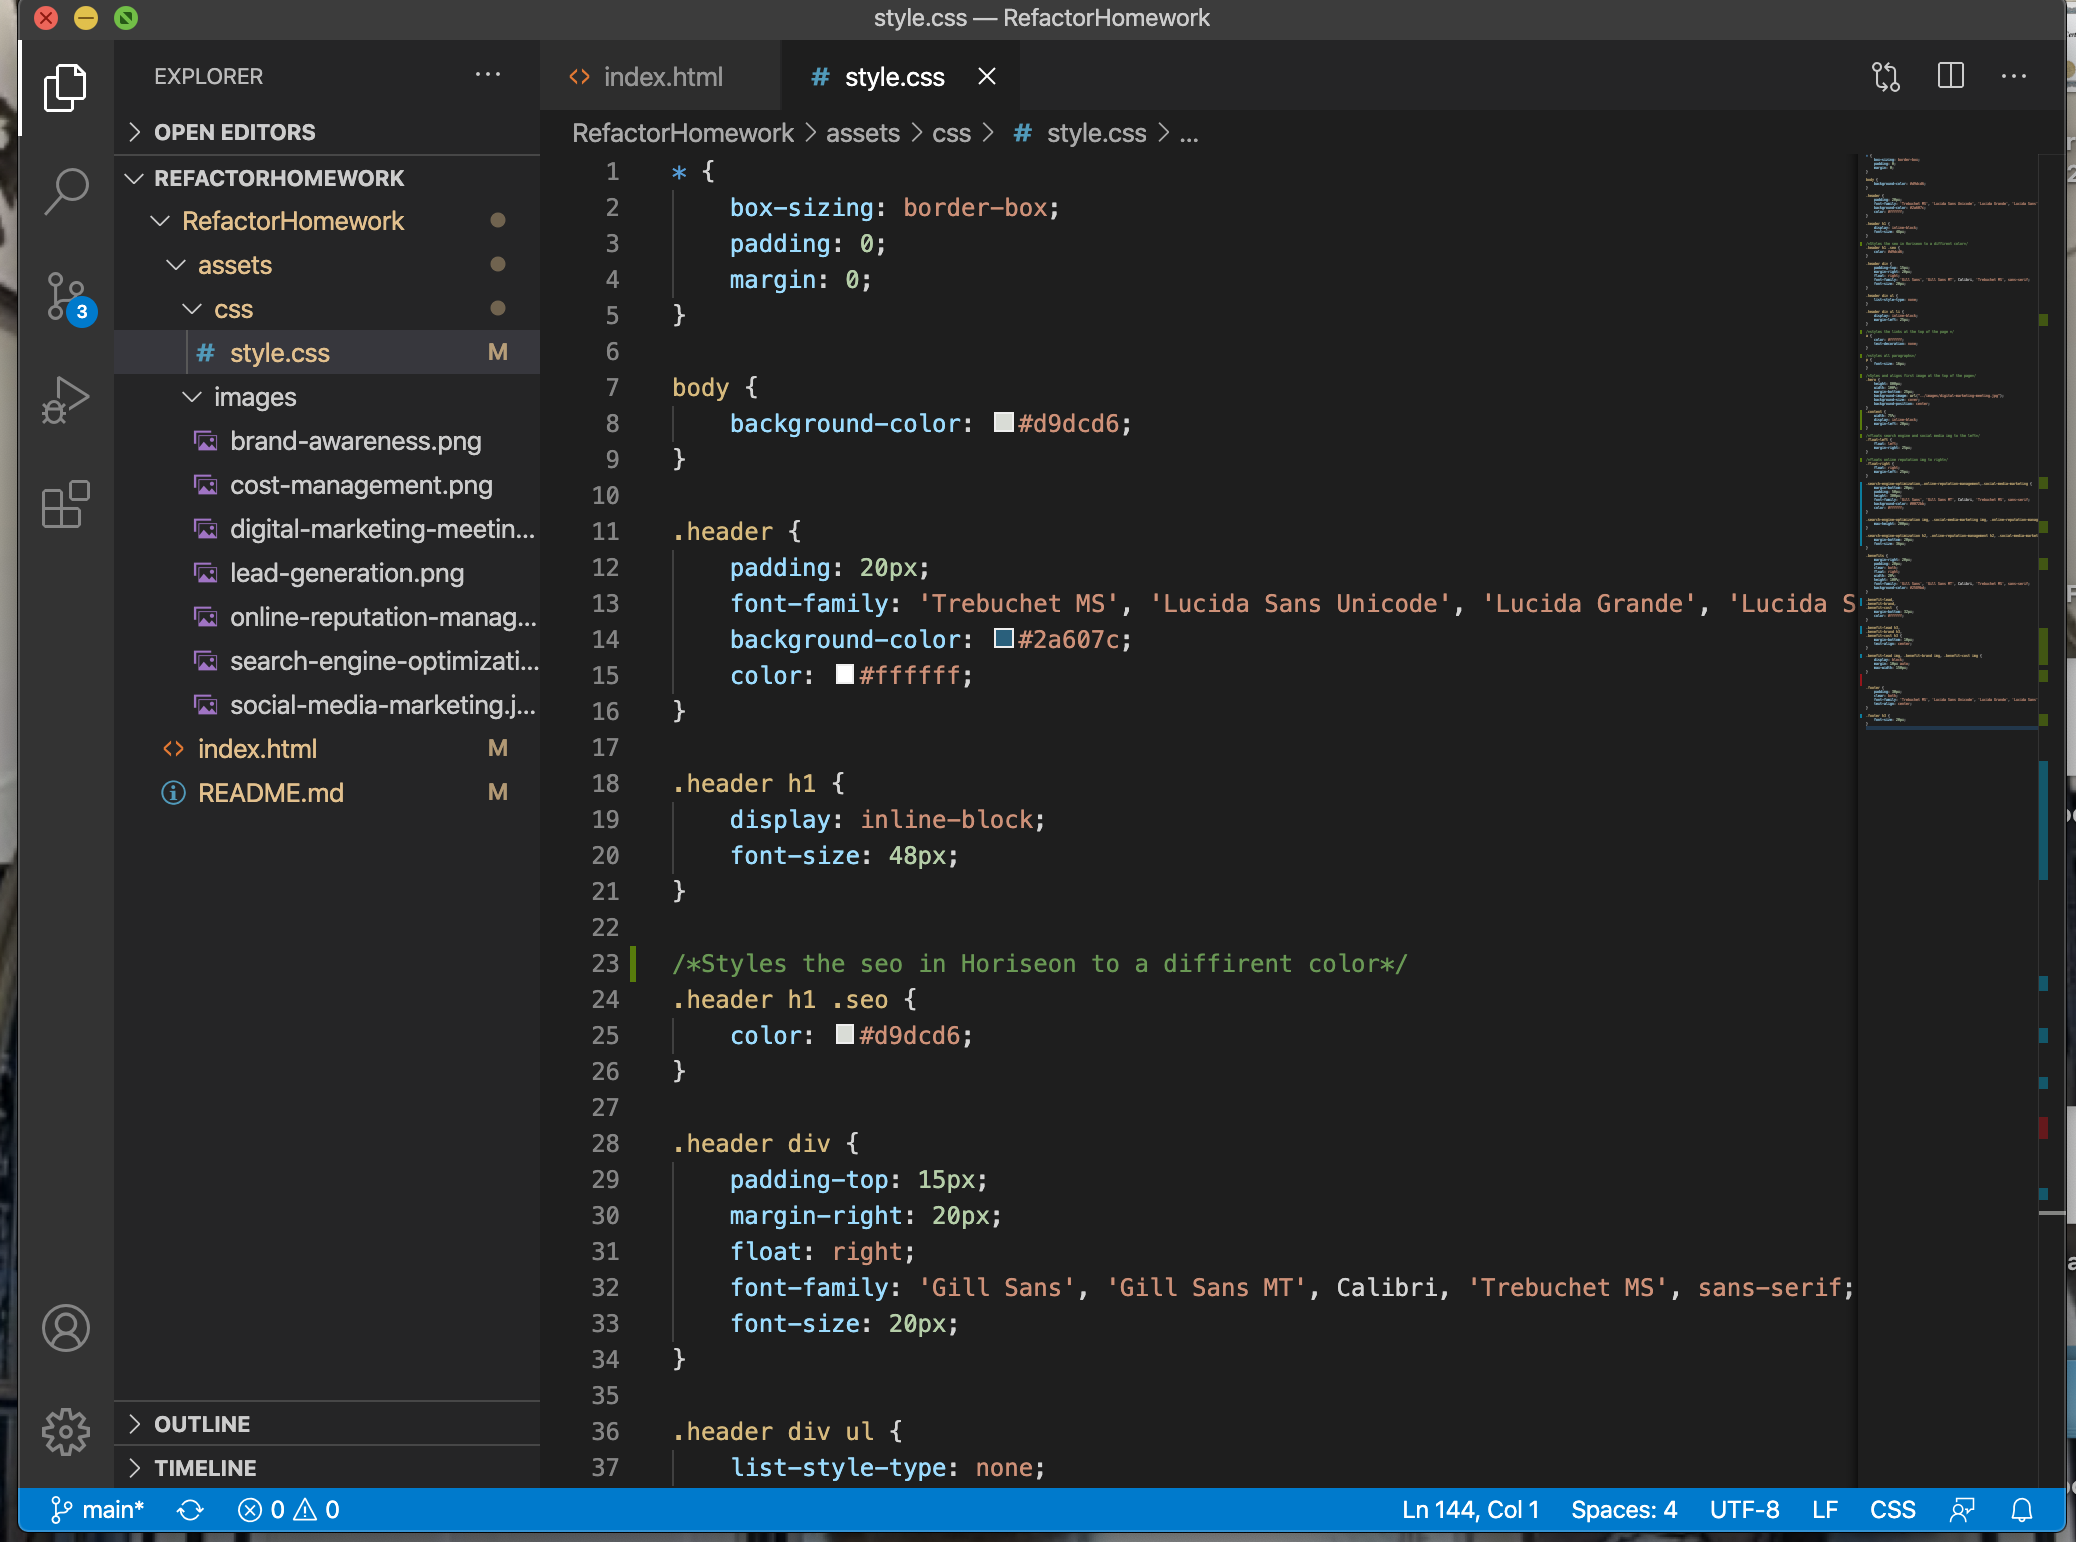 style.css — RefactorHomework
EXPLORER
OPEN EDITORS
REFACTORHOMEWORK
RefactorHomework
assets
css
# style.css M
images
brand-awareness.png
cost-management.png
digital-marketing-meetin...
lead-generation.png
online-reputation-manag...
search-engine-optimizati...
social-media-marketing.j...
<> index.html M
README.md M
OUTLINE
TIMELINE
3
<> index.html
# style.css
RefactorHomework > assets > css > # style.css > ...
1 * {
2 box-sizing: border-box;
3 padding: 0;
4 margin: 0;
5 }
6
7 body {
8 background-color: #d9dcd6;
9 }
10
11 .header {
12 padding: 20px;
13 font-family: 'Trebuchet MS', 'Lucida Sans Unicode', 'Lucida Grande', 'Lucida S
14 background-color: #2a607c;
15 color: #ffffff;
16 }
17
18 .header h1 {
19 display: inline-block;
20 font-size: 48px;
21 }
22
23 /*Styles the seo in Horiseon to a diffirent color*/
24 .header h1 .seo {
25 color: #d9dcd6;
26 }
27
28 .header div {
29 padding-top: 15px;
30 margin-right: 20px;
31 float: right;
32 font-family: 'Gill Sans', 'Gill Sans MT', Calibri, 'Trebuchet MS', sans-serif;
33 font-size: 20px;
34 }
35
36 .header div ul {
37 list-style-type: none;
main* 0 0
Ln 144, Col 1 Spaces: 4 UTF-8 LF CSS